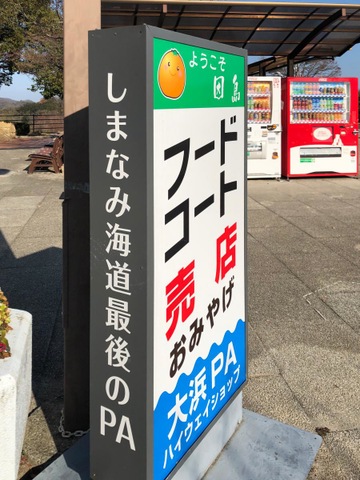 しまなみ海道最後のPA
ようこそ
因島
フード
コート
売店
おみやげ
大浜PA
ハイウエイショップ